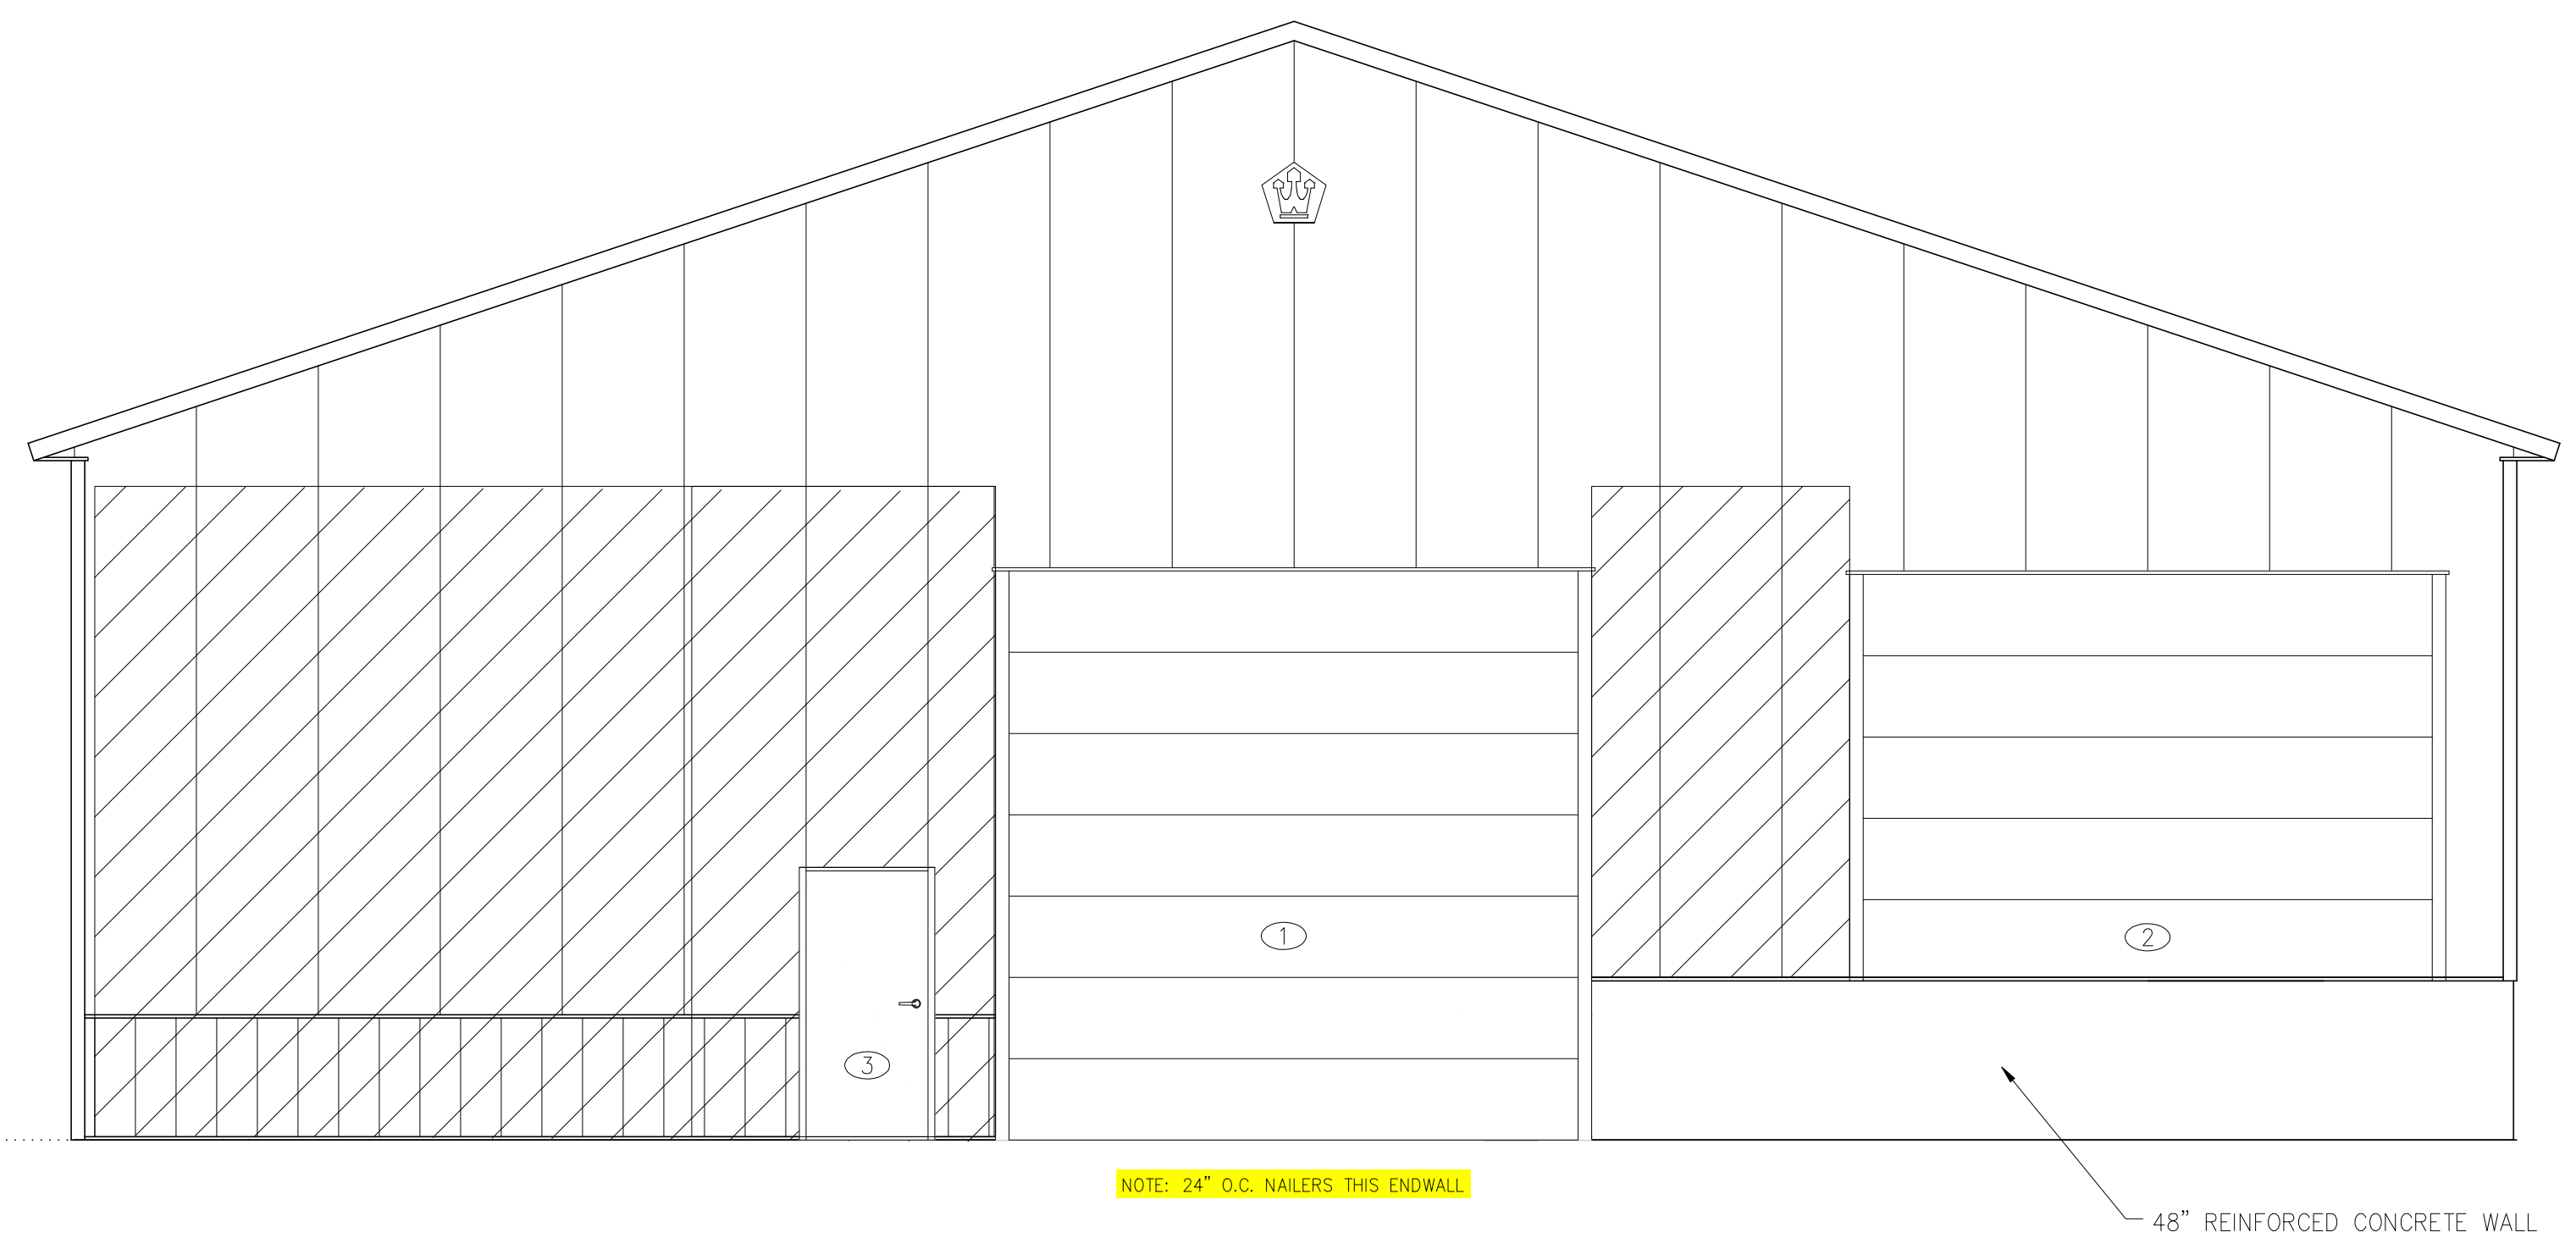 1
2
3
NOTE: 24” O.C. NAILERS THIS ENDWALL
48” REINFORCED CONCRETE WALL